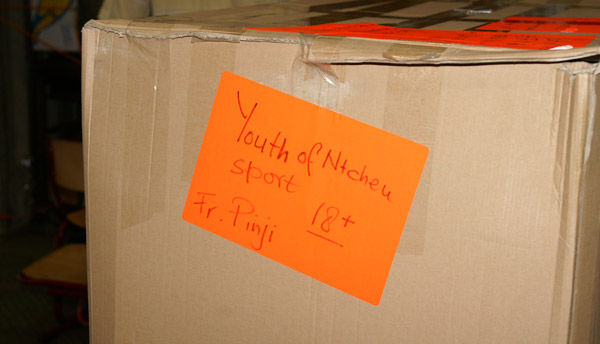 Youth of Ntcheu
sport
Fr. Pinji 18+